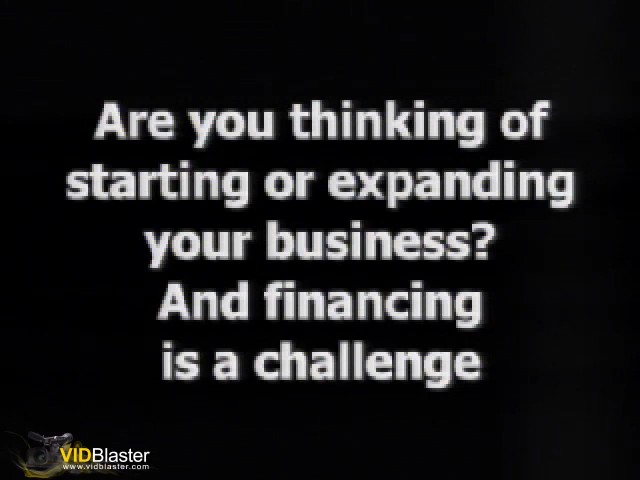 Are you thinking of
starting or expanding
your business?
And financing
is a challenge
VIDBlaster
www.vidblaster.com